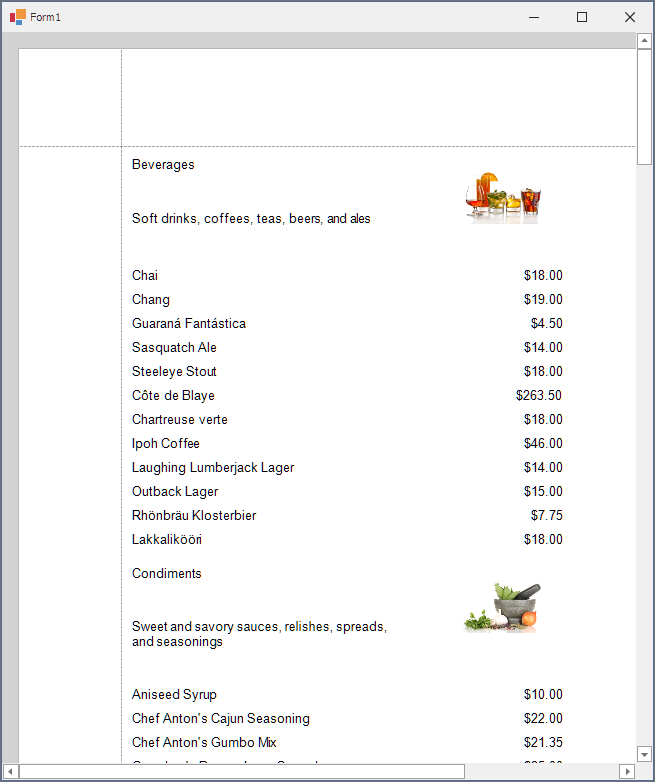 Form1
Beverages
Soft drinks, coffees, teas, beers, and ales
Chai $18.00
Chang $19.00
Guaraná Fantástica $4.50
Sasquatch Ale $14.00
Steeleye Stout $18.00
Côte de Blaye $263.50
Chartreuse verte $18.00
Ipoh Coffee $46.00
Laughing Lumberjack Lager $14.00
Outback Lager $15.00
Rhönbräu Klosterbier $7.75
Lakkalikööri $18.00
Condiments
Sweet and savory sauces, relishes, spreads,
and seasonings
Aniseed Syrup $10.00
Chef Anton's Cajun Seasoning $22.00
Chef Anton's Gumbo Mix $21.35